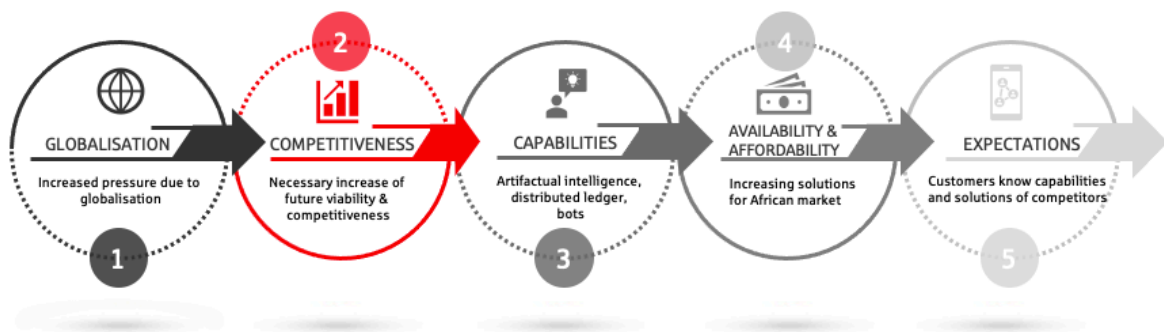 1
GLOBALISATION
Increased pressure due to
globalisation
2
COMPETITIVENESS
Necessary increase of
future viability &
competitiveness
3
CAPABILITIES
Artifactual intelligence,
distributed ledger,
bots
4
AVAILABILITY &
AFFORDABILITY
Increasing solutions
for African market
5
EXPECTATIONS
Customers know capabilities
and solutions of competitors